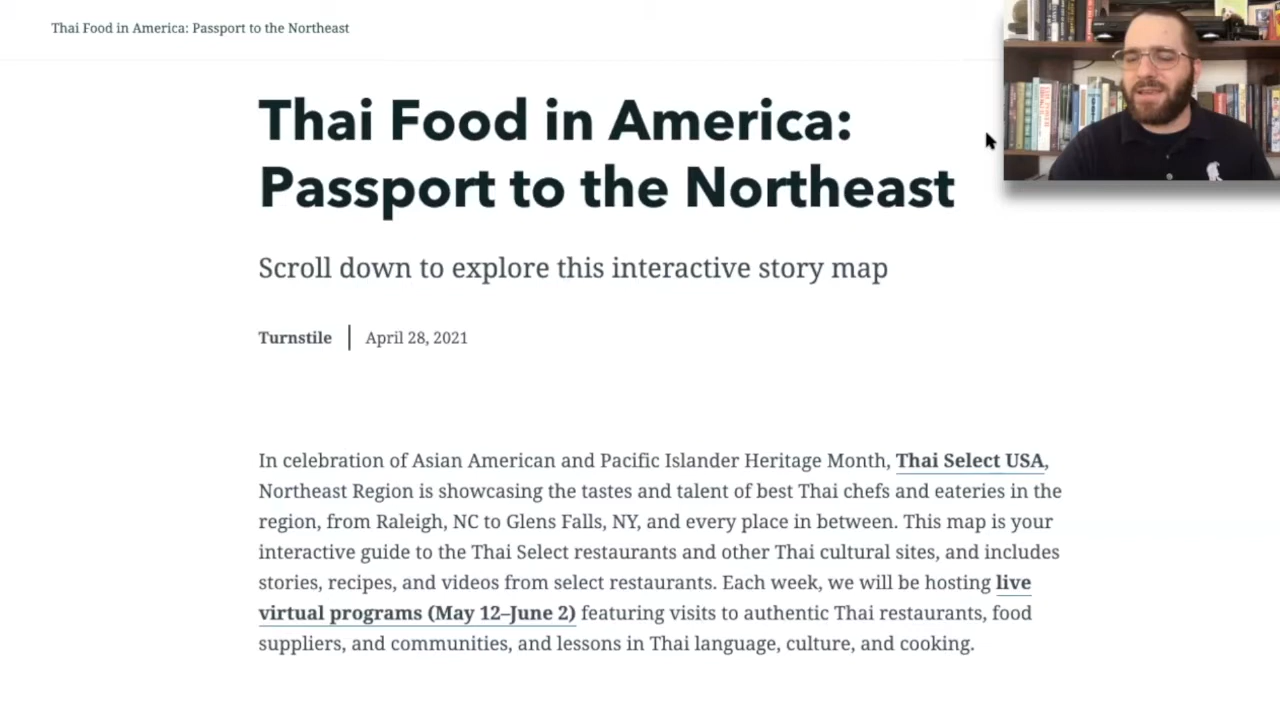 Thai Food in America: Passport to the Northeast
Thai Food in America:
Passport to the Northeast
Scroll down to explore this interactive story map
Turnstile | April 28, 2021
In celebration of Asian American and Pacific Islander Heritage Month, Thai Select USA,
Northeast Region is showcasing the tastes and talent of best Thai chefs and eateries in the
region, from Raleigh, NC to Glens Falls, NY, and every place in between. This map is your
interactive guide to the Thai Select restaurants and other Thai cultural sites, and includes
stories, recipes, and videos from select restaurants. Each week, we will be hosting live
virtual programs (May 12–June 2) featuring visits to authentic Thai restaurants, food
suppliers, and communities, and lessons in Thai language, culture, and cooking.